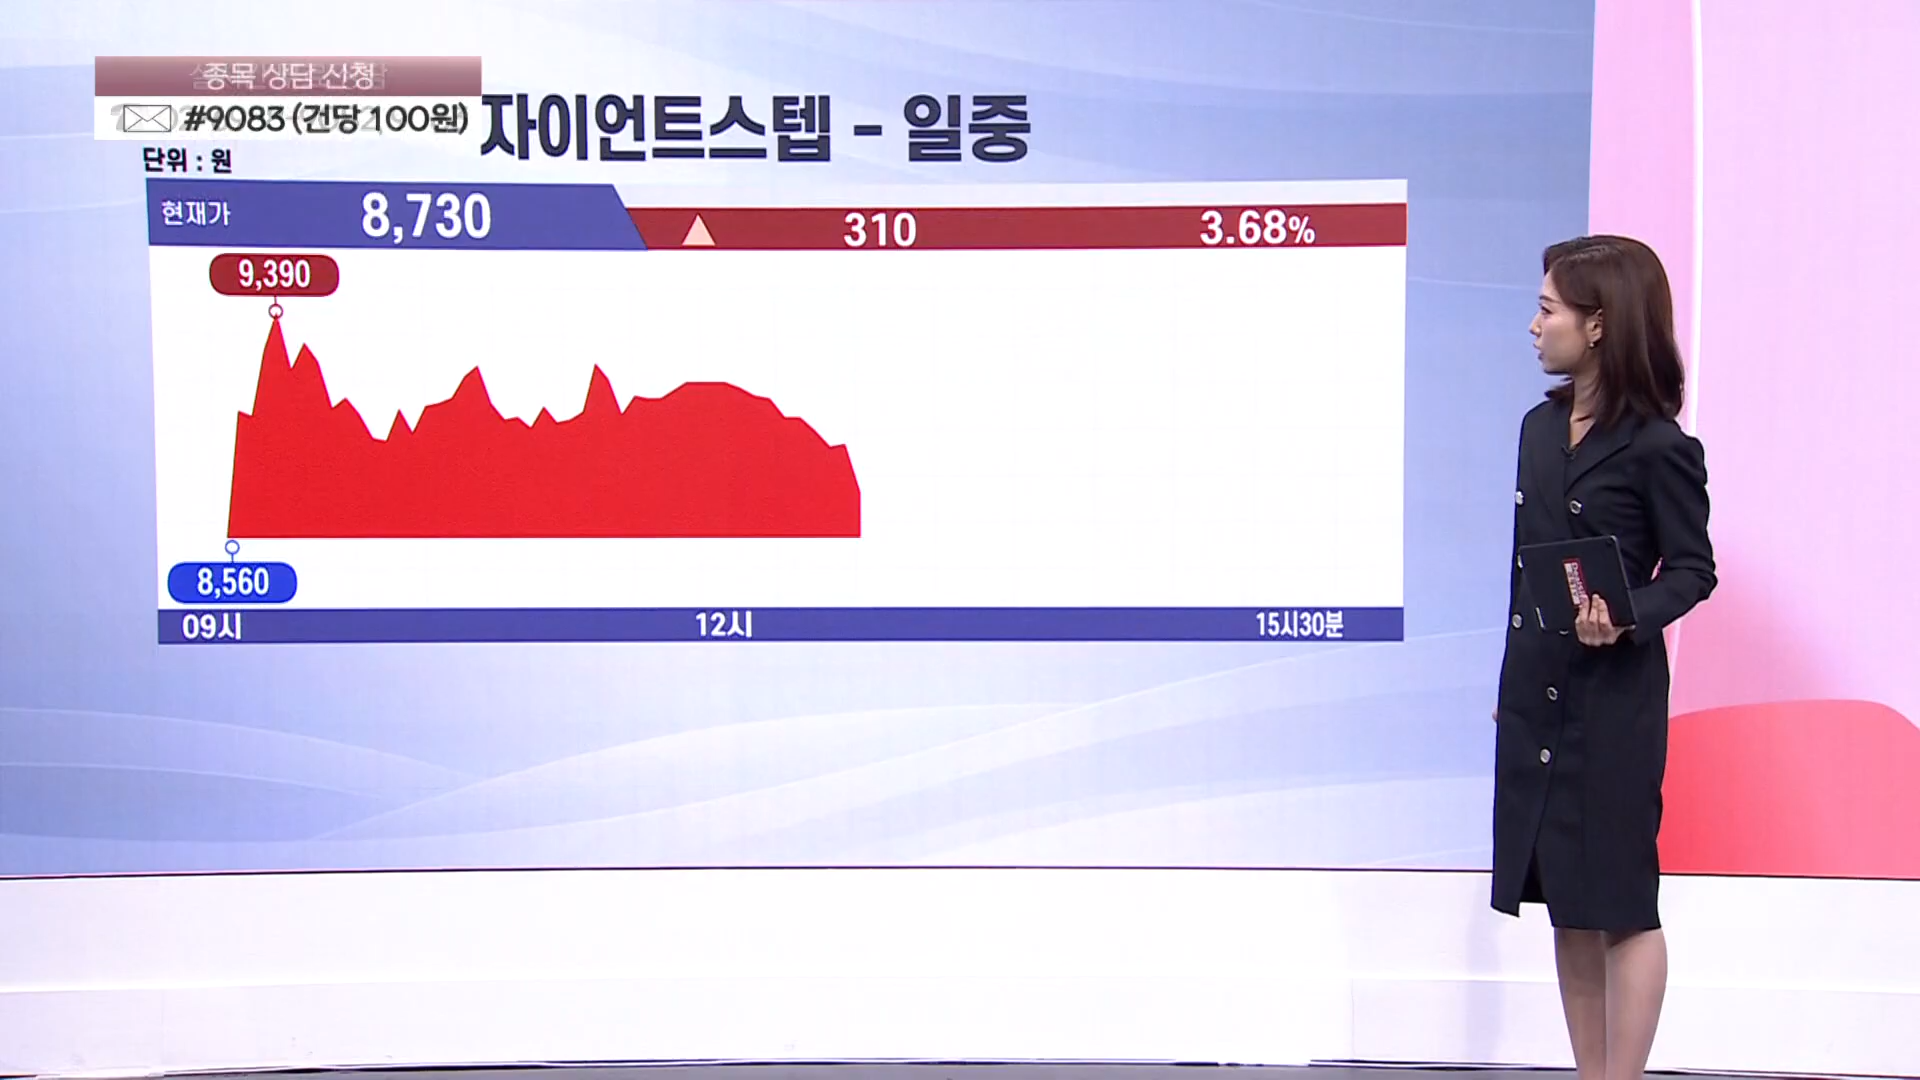 종목 상담 신청
#9083 (건당 100원)
자이언트스텝 - 일중
단위 : 원
현재가 8,730 ▲ 310 3.68%
9,390
8,560
09시 12시 15시30분